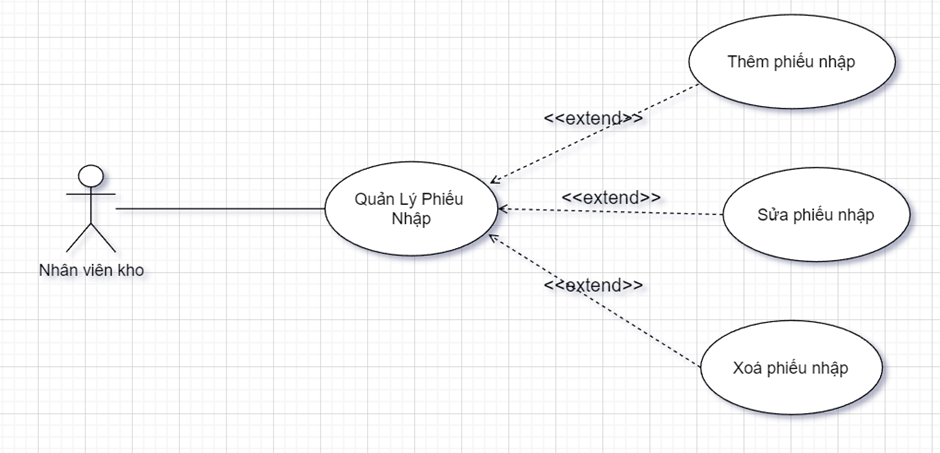 Thêm phiếu nhập
<<extend>>
Quản Lý Phiếu
Nhập
<<extend>>
Sửa phiếu nhập
Nhân viên kho
<<extend>>
Xoá phiếu nhập